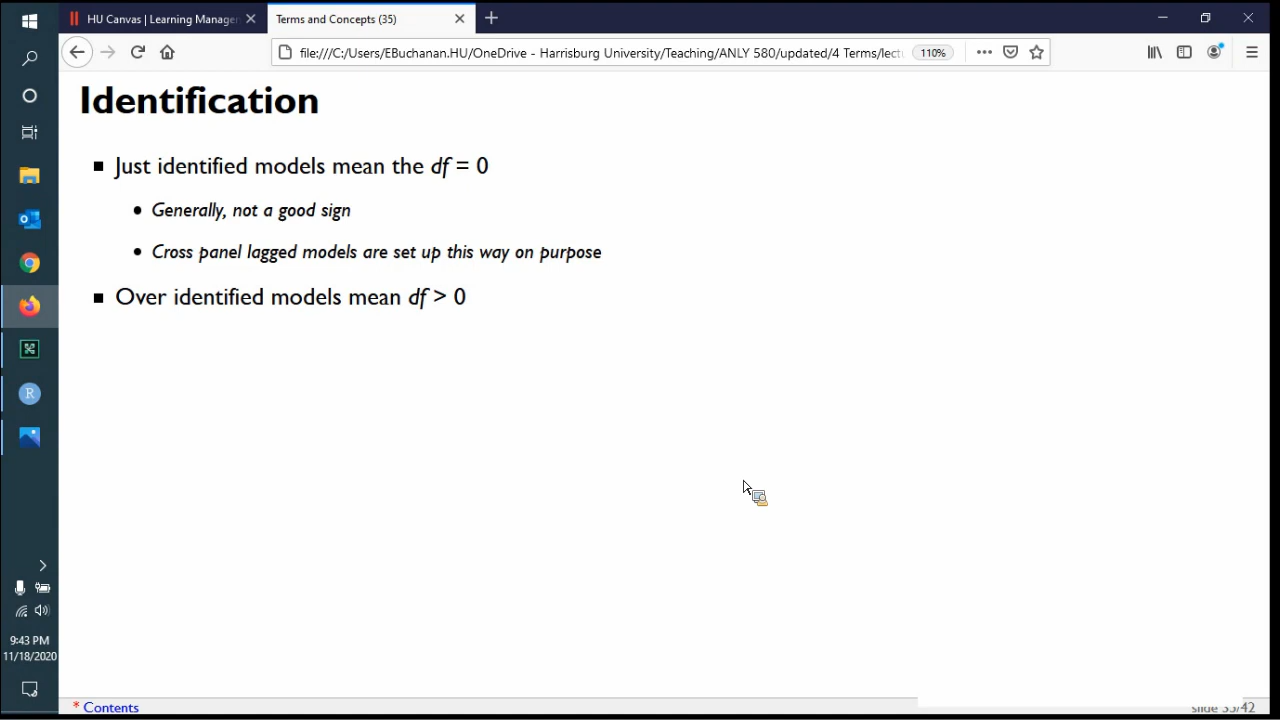 HU Canvas | Learning Manage
Terms and Concepts (35)
file:///C:/Users/EBuchanan.HU/OneDrive - Harrisburg University/Teaching/ANLY 580/updated/4 Terms/lect
110%
Identification
Just identified models mean the df = 0
Generally, not a good sign
Cross panel lagged models are set up this way on purpose
Over identified models mean df > 0
R
9:43 PM
11/18/2020
* Contents
slide 35/42